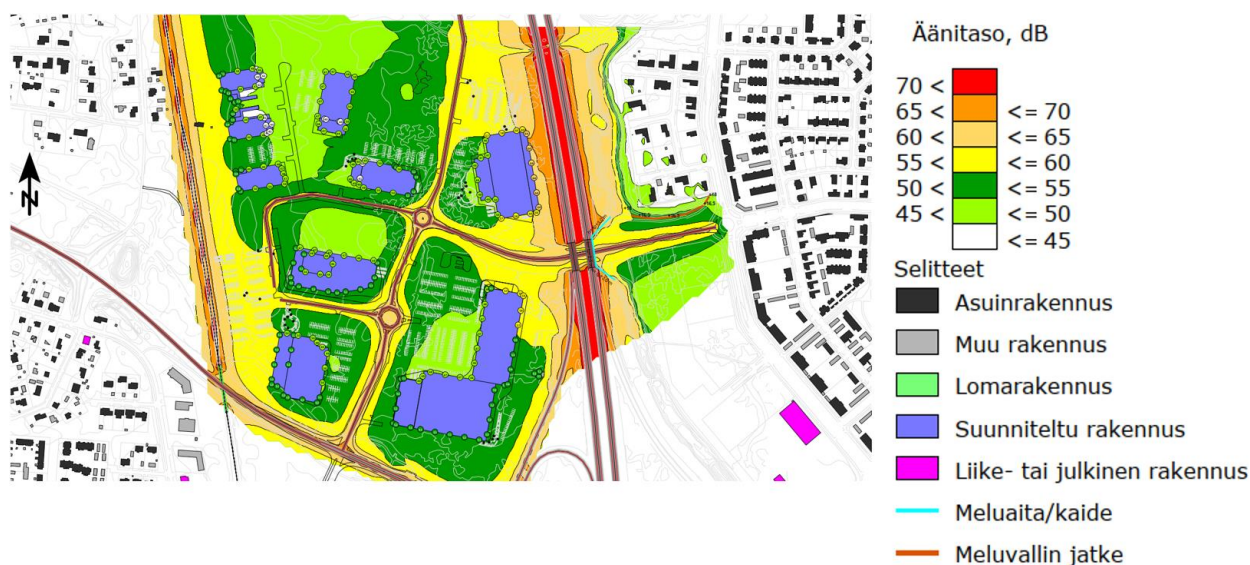 Äänitaso, dB
70 <
65 < <= 70
60 < <= 65
55 < <= 60
50 < <= 55
45 < <= 50
<= 45
Selitteet
Asuinrakennus
Muu rakennus
Lomarakennus
Suunniteltu rakennus
Liike- tai julkinen rakennus
Meluaita/kaide
Meluvallin jatke
N